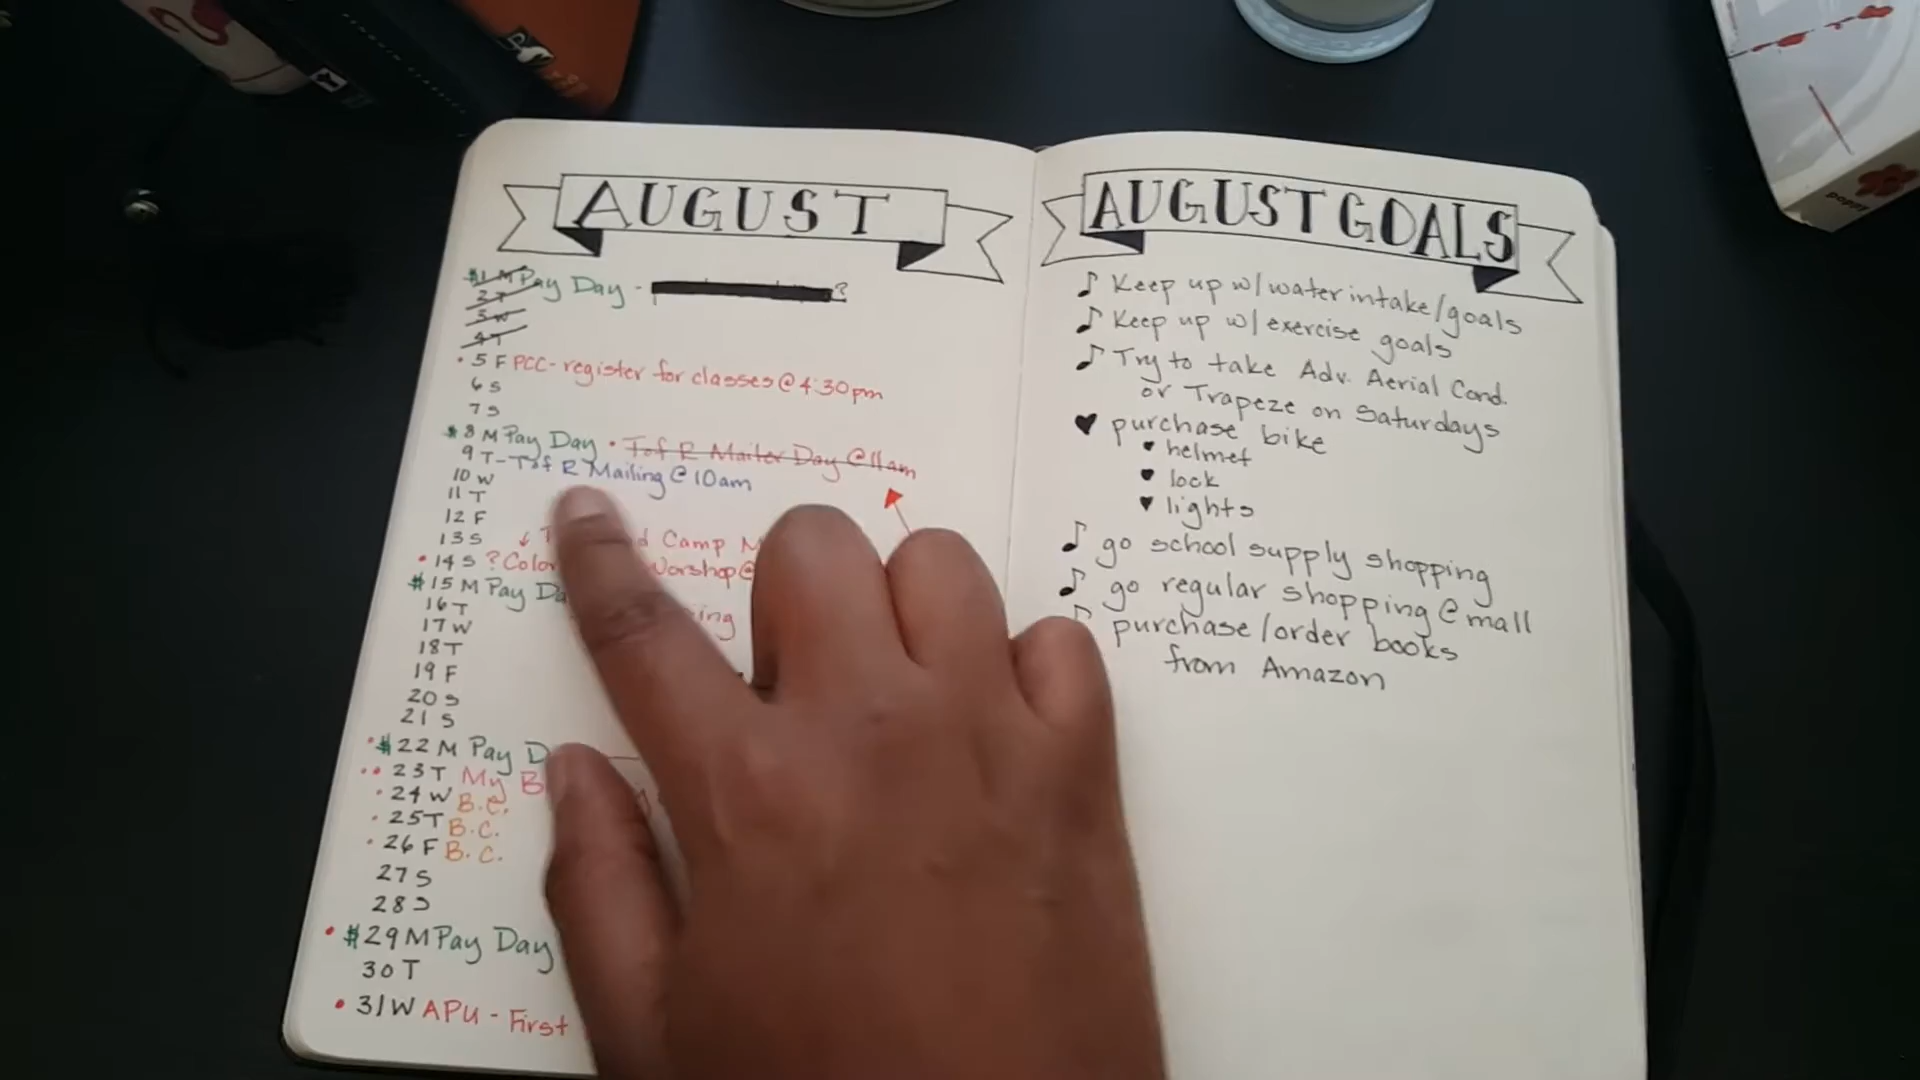 AUGUST
$1 M Pay Day - ?
2 T
3 W
4 T
• 5 F PCC- register for classes @ 4:30pm
6 S
7 S
$8 M Pay Day • T of R Mailer Day @ 11am
9 T - T of R Mailing @ 10am
10 W
11 T
12 F
13 S ↓ Camp
• 14 S ? Worshop @
$15 M Pay
16 T
17 W
18 T
19 F
20 S
21 S
• $22 M Pay
•• 23 T My
• 24 W B.C.
• 25 T B.C.
• 26 F B.C.
27 S
28 S
• $29 M Pay Day
30 T
• 31 W APU - First
AUGUST GOALS
♪ Keep up w/ water intake/goals
♪ Keep up w/ exercise goals
♪ Try to take Adv. Aerial Cond.
or Trapeze on Saturdays
♥ purchase bike
♥ helmet
♥ lock
♥ lights
♪ go school supply shopping
♪ go regular shopping @ mall
♪ purchase/order books
from Amazon
poppy